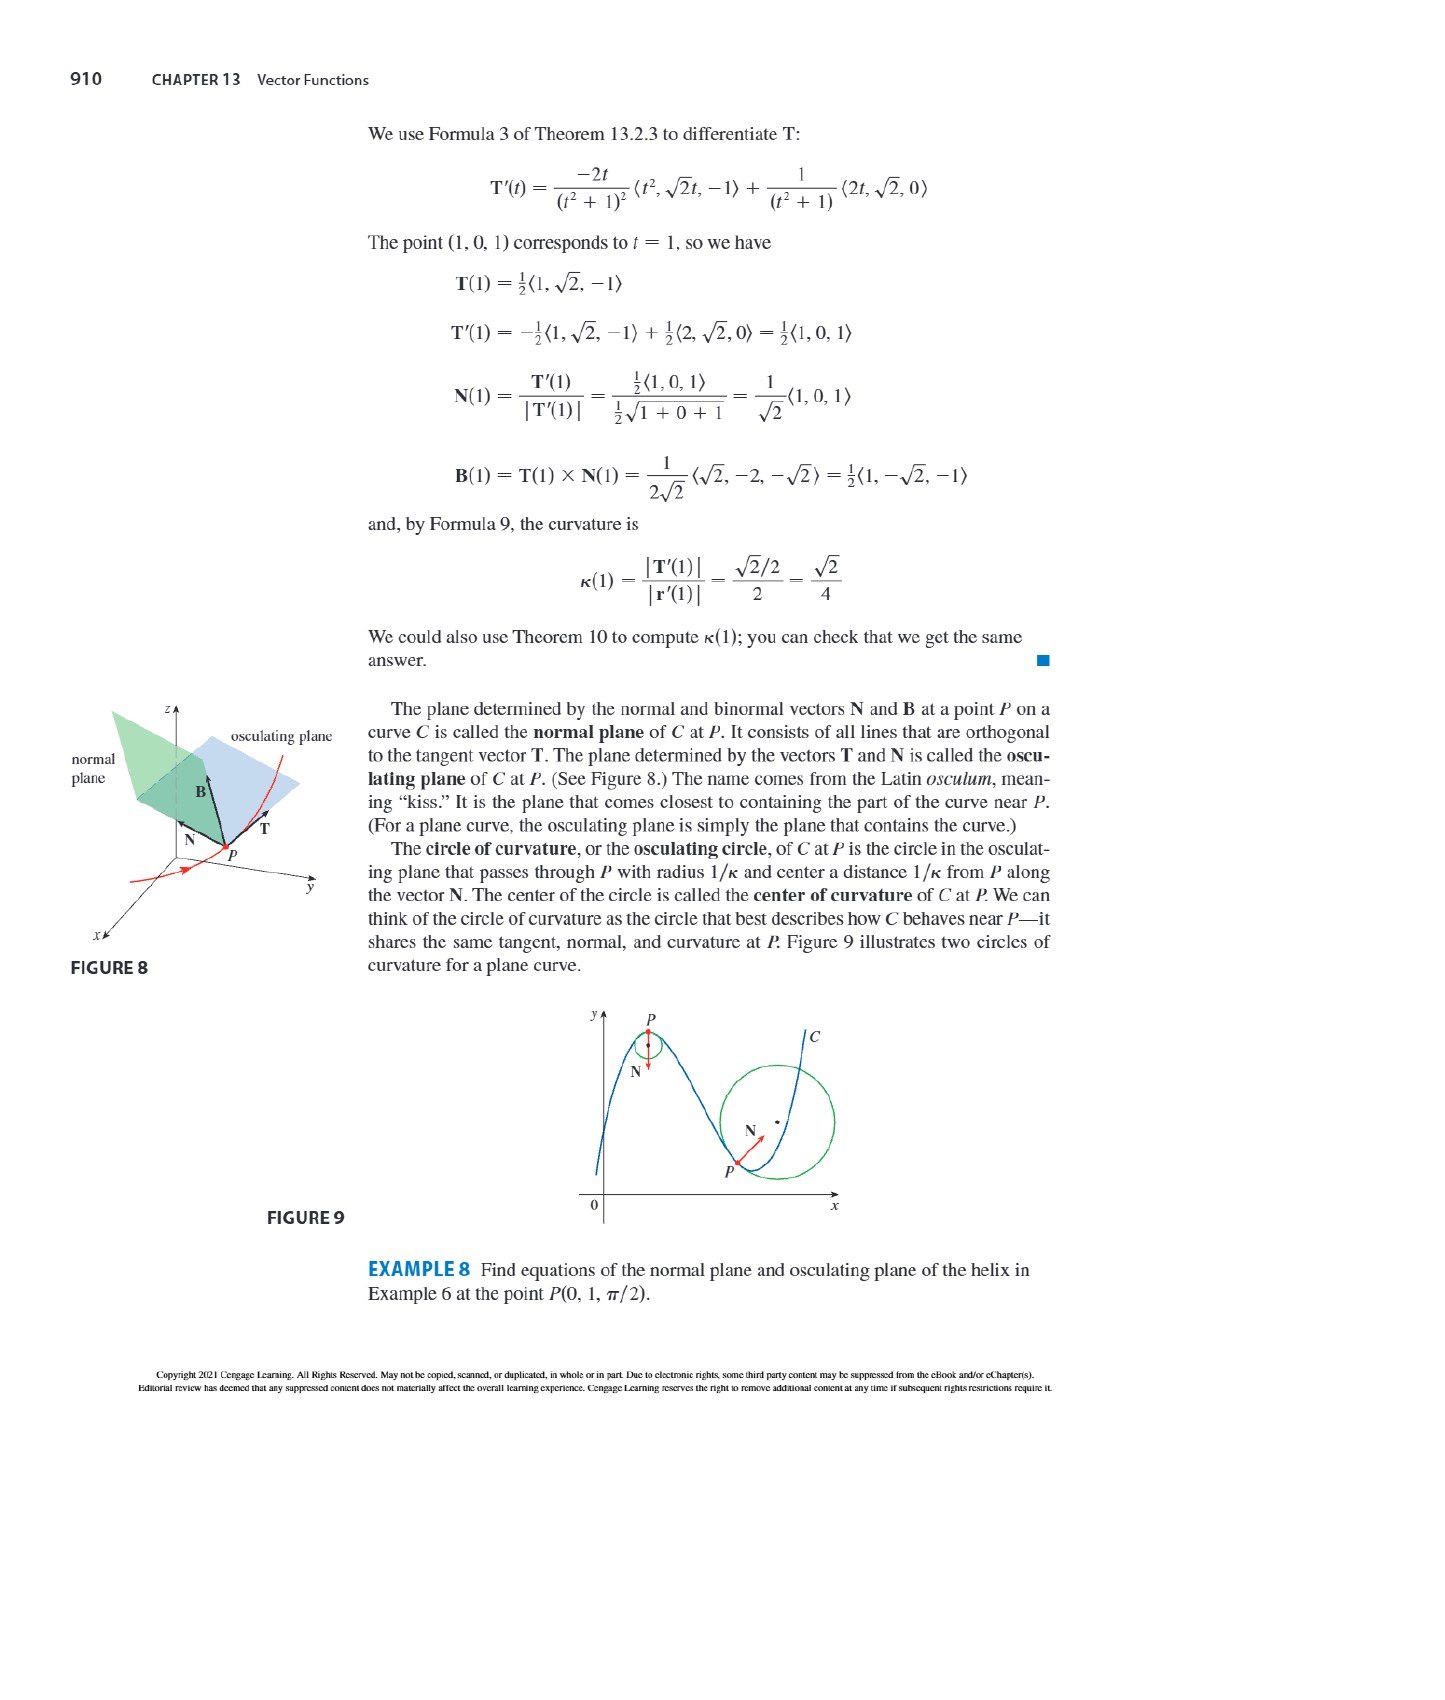 910 CHAPTER 13 Vector Functions
We use Formula 3 of Theorem 13.2.3 to differentiate T:
T′(t) = −2t/(t² + 1)² ⟨t², √2t, −1⟩ + 1/(t² + 1) ⟨2t, √2, 0⟩
The point (1, 0, 1) corresponds to t = 1, so we have
T(1) = ½⟨1, √2, −1⟩
T′(1) = −½⟨1, √2, −1⟩ + ½⟨2, √2, 0⟩ = ½⟨1, 0, 1⟩
N(1) = T′(1)/|T′(1)| = ½⟨1, 0, 1⟩/(½√(1 + 0 + 1)) = 1/√2 ⟨1, 0, 1⟩
B(1) = T(1) × N(1) = 1/(2√2) ⟨√2, −2, −√2⟩ = ½⟨1, −√2, −1⟩
and, by Formula 9, the curvature is
κ(1) = |T′(1)|/|r′(1)| = (√2/2)/2 = √2/4
We could also use Theorem 10 to compute κ(1); you can check that we get the same
answer.
The plane determined by the normal and binormal vectors N and B at a point P on a
curve C is called the normal plane of C at P. It consists of all lines that are orthogonal
to the tangent vector T. The plane determined by the vectors T and N is called the oscu-
lating plane of C at P. (See Figure 8.) The name comes from the Latin osculum, mean-
ing “kiss.” It is the plane that comes closest to containing the part of the curve near P.
(For a plane curve, the osculating plane is simply the plane that contains the curve.)
The circle of curvature, or the osculating circle, of C at P is the circle in the osculat-
ing plane that passes through P with radius 1/κ and center a distance 1/κ from P along
the vector N. The center of the circle is called the center of curvature of C at P. We can
think of the circle of curvature as the circle that best describes how C behaves near P—it
shares the same tangent, normal, and curvature at P. Figure 9 illustrates two circles of
curvature for a plane curve.
z
osculating plane
normal
plane
B
T
N
P
y
x
FIGURE 8
y
P
C
N
N
P
0
x
FIGURE 9
EXAMPLE 8 Find equations of the normal plane and osculating plane of the helix in
Example 6 at the point P(0, 1, π/2).
Copyright 2021 Cengage Learning. All Rights Reserved. May not be copied, scanned, or duplicated, in whole or in part. Due to electronic rights, some third party content may be suppressed from the eBook and/or eChapter(s).
Editorial review has deemed that any suppressed content does not materially affect the overall learning experience. Cengage Learning reserves the right to remove additional content at any time if subsequent rights restrictions require it.